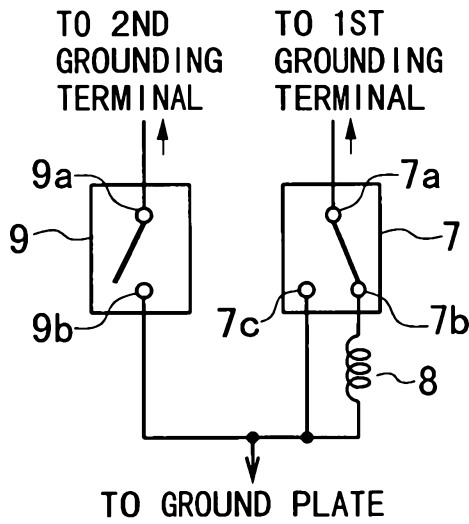 TO 2ND
GROUNDING
TERMINAL
TO 1ST
GROUNDING
TERMINAL
9a
7a
9
7
9b
7c
7b
8
TO GROUND PLATE